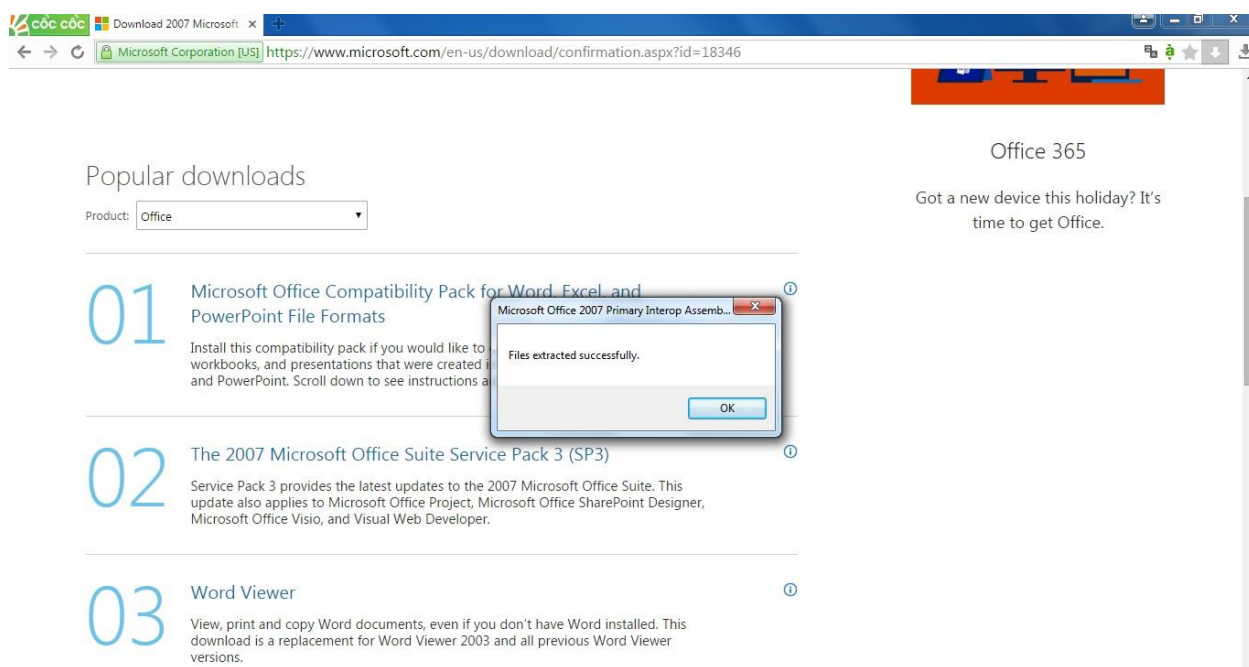 cốc cốc
Download 2007 Microsoft
Microsoft Corporation [US] https://www.microsoft.com/en-us/download/confirmation.aspx?id=18346
Office 365
Got a new device this holiday? It's
time to get Office.
Popular downloads
Product: Office
01
Microsoft Office Compatibility Pack for Word, Excel, and
PowerPoint File Formats
Install this compatibility pack if you would like to
workbooks, and presentations that were created
and PowerPoint. Scroll down to see instructions
Microsoft Office 2007 Primary Interop Assemb...
Files extracted successfully.
OK
02
The 2007 Microsoft Office Suite Service Pack 3 (SP3)
Service Pack 3 provides the latest updates to the 2007 Microsoft Office Suite. This
update also applies to Microsoft Office Project, Microsoft Office SharePoint Designer,
Microsoft Office Visio, and Visual Web Developer.
03
Word Viewer
View, print and copy Word documents, even if you don't have Word installed. This
download is a replacement for Word Viewer 2003 and all previous Word Viewer
versions.